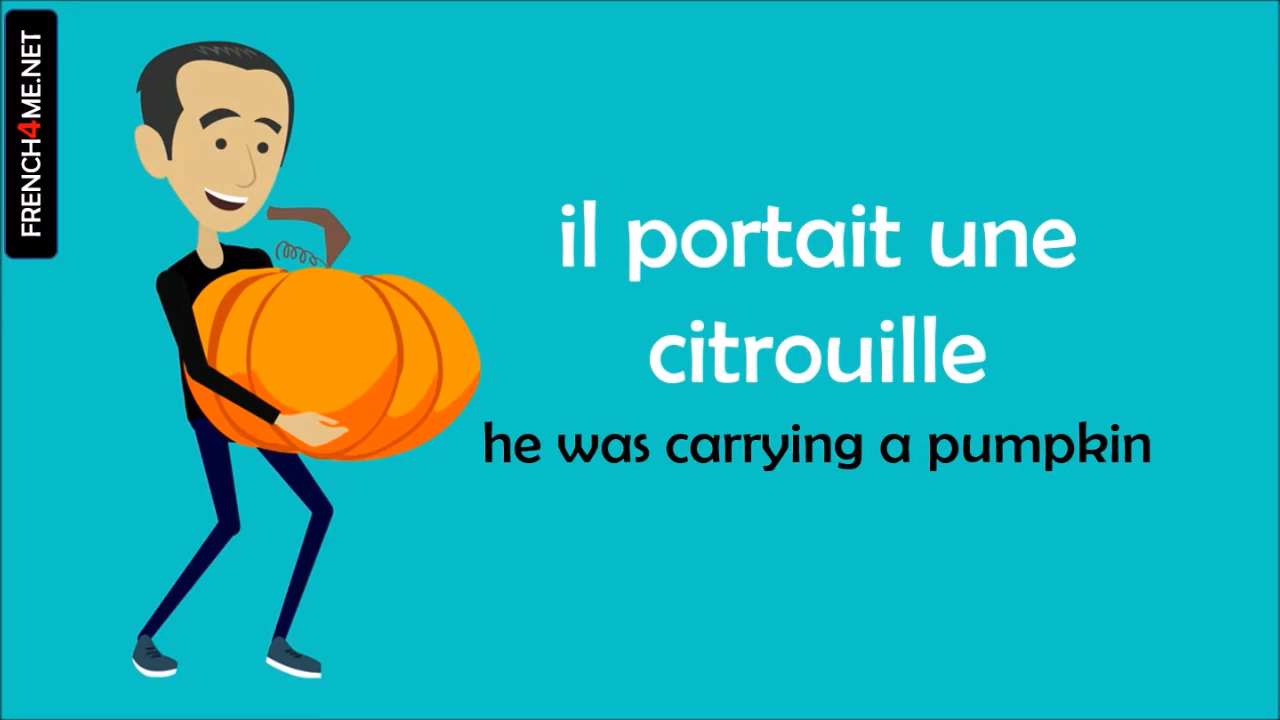 FRENCH4ME.NET
il portait une
citrouille
he was carrying a pumpkin